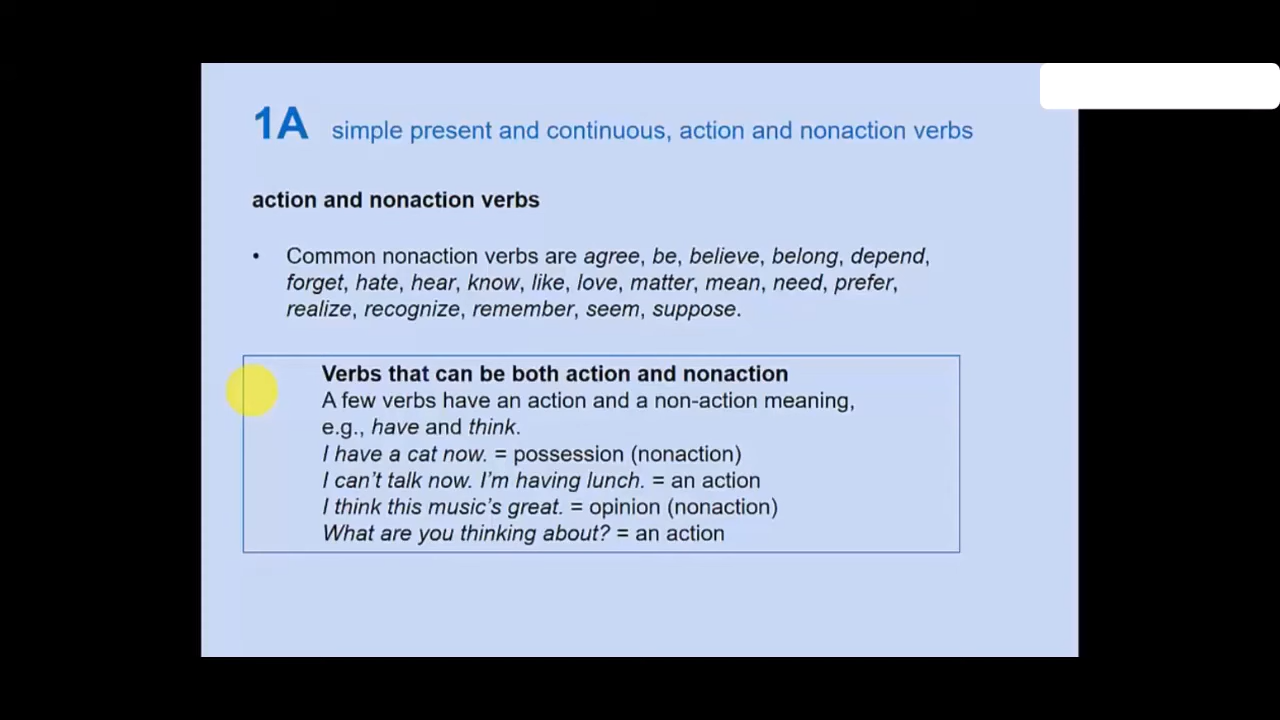 1A simple present and continuous, action and nonaction verbs
action and nonaction verbs
• Common nonaction verbs are agree, be, believe, belong, depend,
forget, hate, hear, know, like, love, matter, mean, need, prefer,
realize, recognize, remember, seem, suppose.
Verbs that can be both action and nonaction
A few verbs have an action and a non-action meaning,
e.g., have and think.
I have a cat now. = possession (nonaction)
I can't talk now. I'm having lunch. = an action
I think this music's great. = opinion (nonaction)
What are you thinking about? = an action